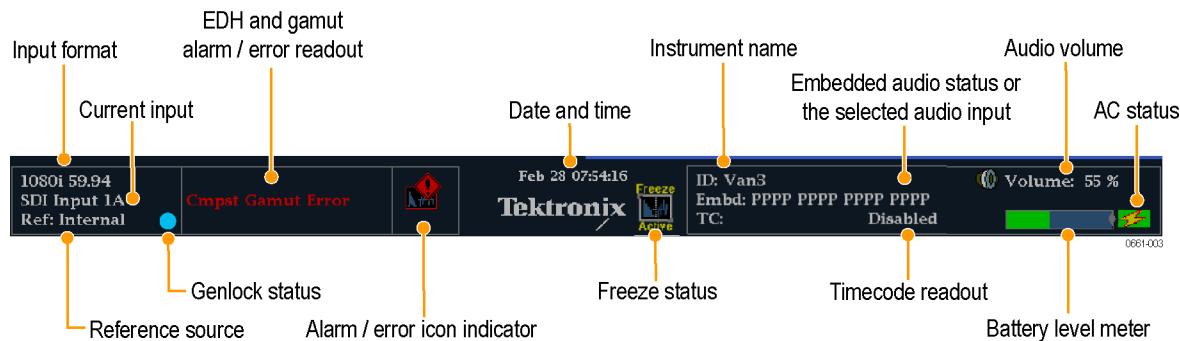 EDH and gamut
alarm / error readout
Input format
Current input
Instrument name
Audio volume
Date and time
Embedded audio status or
the selected audio input
AC status
1080i 59.94
SDI Input 1A
Ref: Internal
Cmpst Gamut Error
Feb 28 07:54:16
Tektronix
Freeze
Active
ID: Van3
Embd: PPPP PPPP PPPP PPPP
TC: Disabled
Volume: 55 %
0661-003
Genlock status
Reference source
Alarm / error icon indicator
Freeze status
Timecode readout
Battery level meter